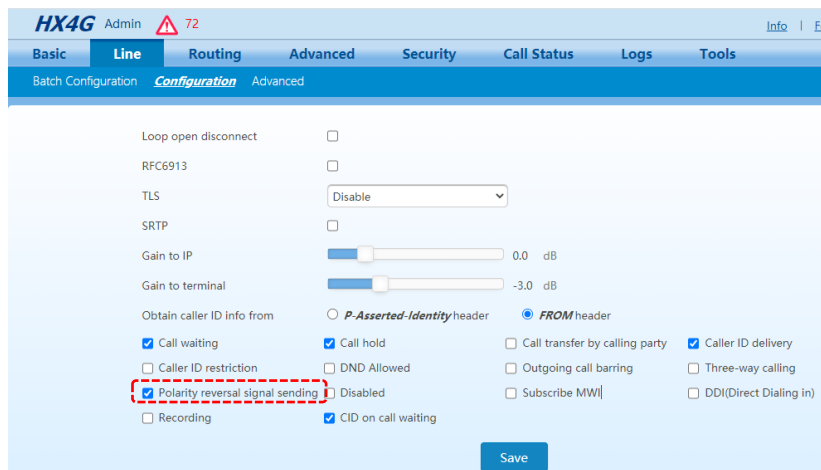 HX4G Admin 72 Info | F
Basic Line Routing Advanced Security Call Status Logs Tools
Batch Configuration Configuration Advanced
Loop open disconnect
RFC6913
TLS Disable
SRTP
Gain to IP 0.0 dB
Gain to terminal -3.0 dB
Obtain caller ID info from P-Asserted-Identity header FROM header
Call waiting Call hold Call transfer by calling party Caller ID delivery
Caller ID restriction DND Allowed Outgoing call barring Three-way calling
Polarity reversal signal sending Disabled Subscribe MWI DDI(Direct Dialing in)
Recording CID on call waiting
Save